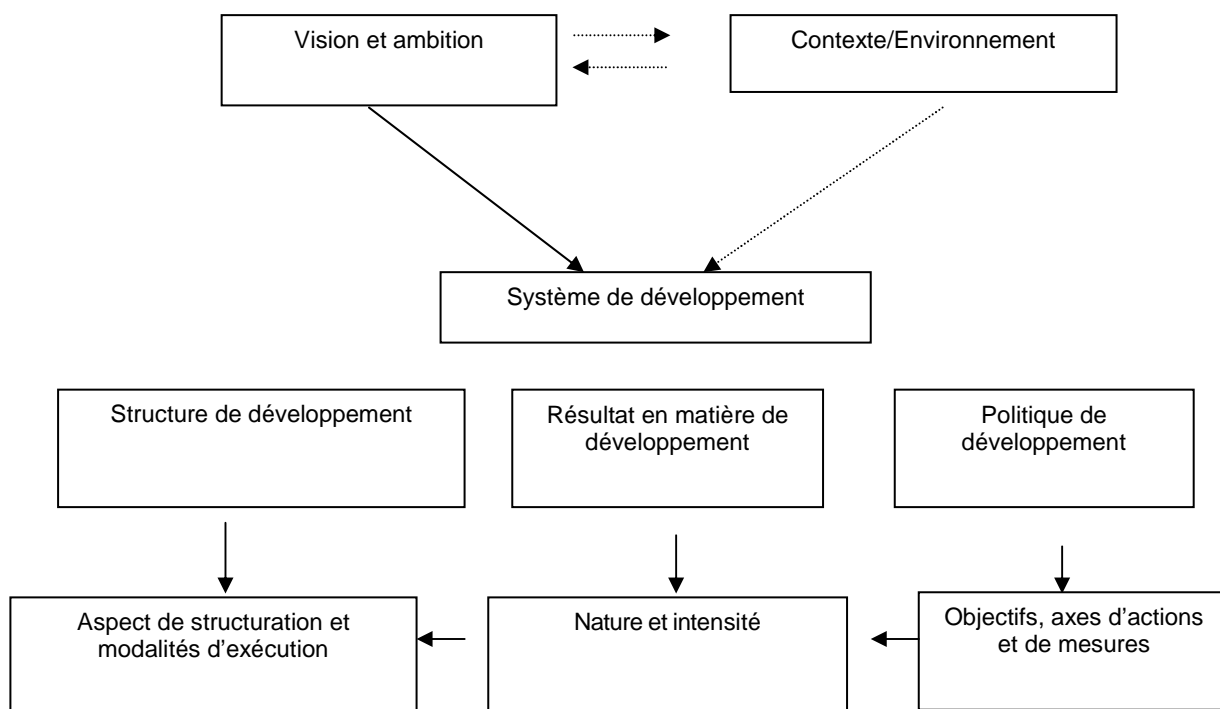 Vision et ambition
Contexte/Environnement
Système de développement
Structure de développement
Résultat en matière de
développement
Politique de
développement
Aspect de structuration et
modalités d’exécution
Nature et intensité
Objectifs, axes d’actions
et de mesures